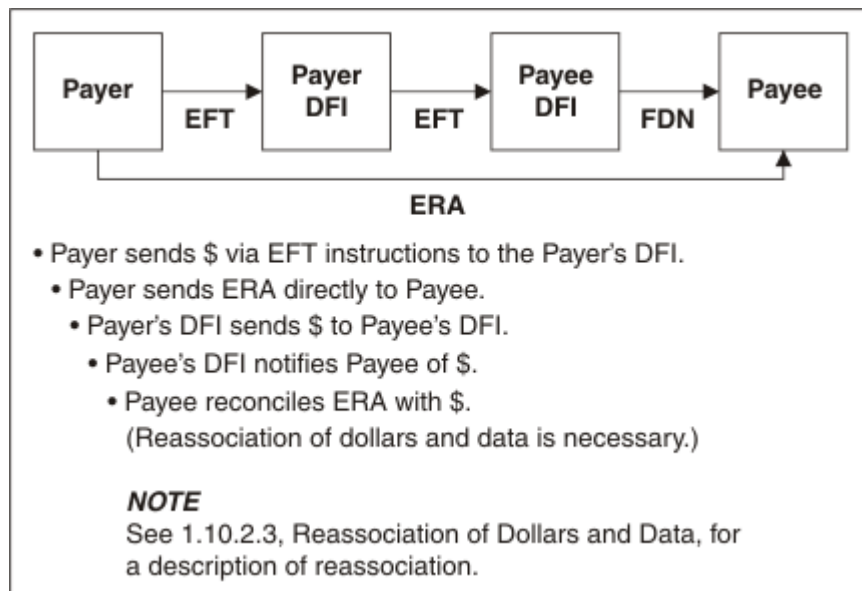 Payer
EFT
Payer
DFI
EFT
Payee
DFI
FDN
Payee
ERA
• Payer sends $ via EFT instructions to the Payer's DFI.
• Payer sends ERA directly to Payee.
• Payer's DFI sends $ to Payee's DFI.
• Payee's DFI notifies Payee of $.
• Payee reconciles ERA with $.
(Reassociation of dollars and data is necessary.)
NOTE
See 1.10.2.3, Reassociation of Dollars and Data, for
a description of reassociation.